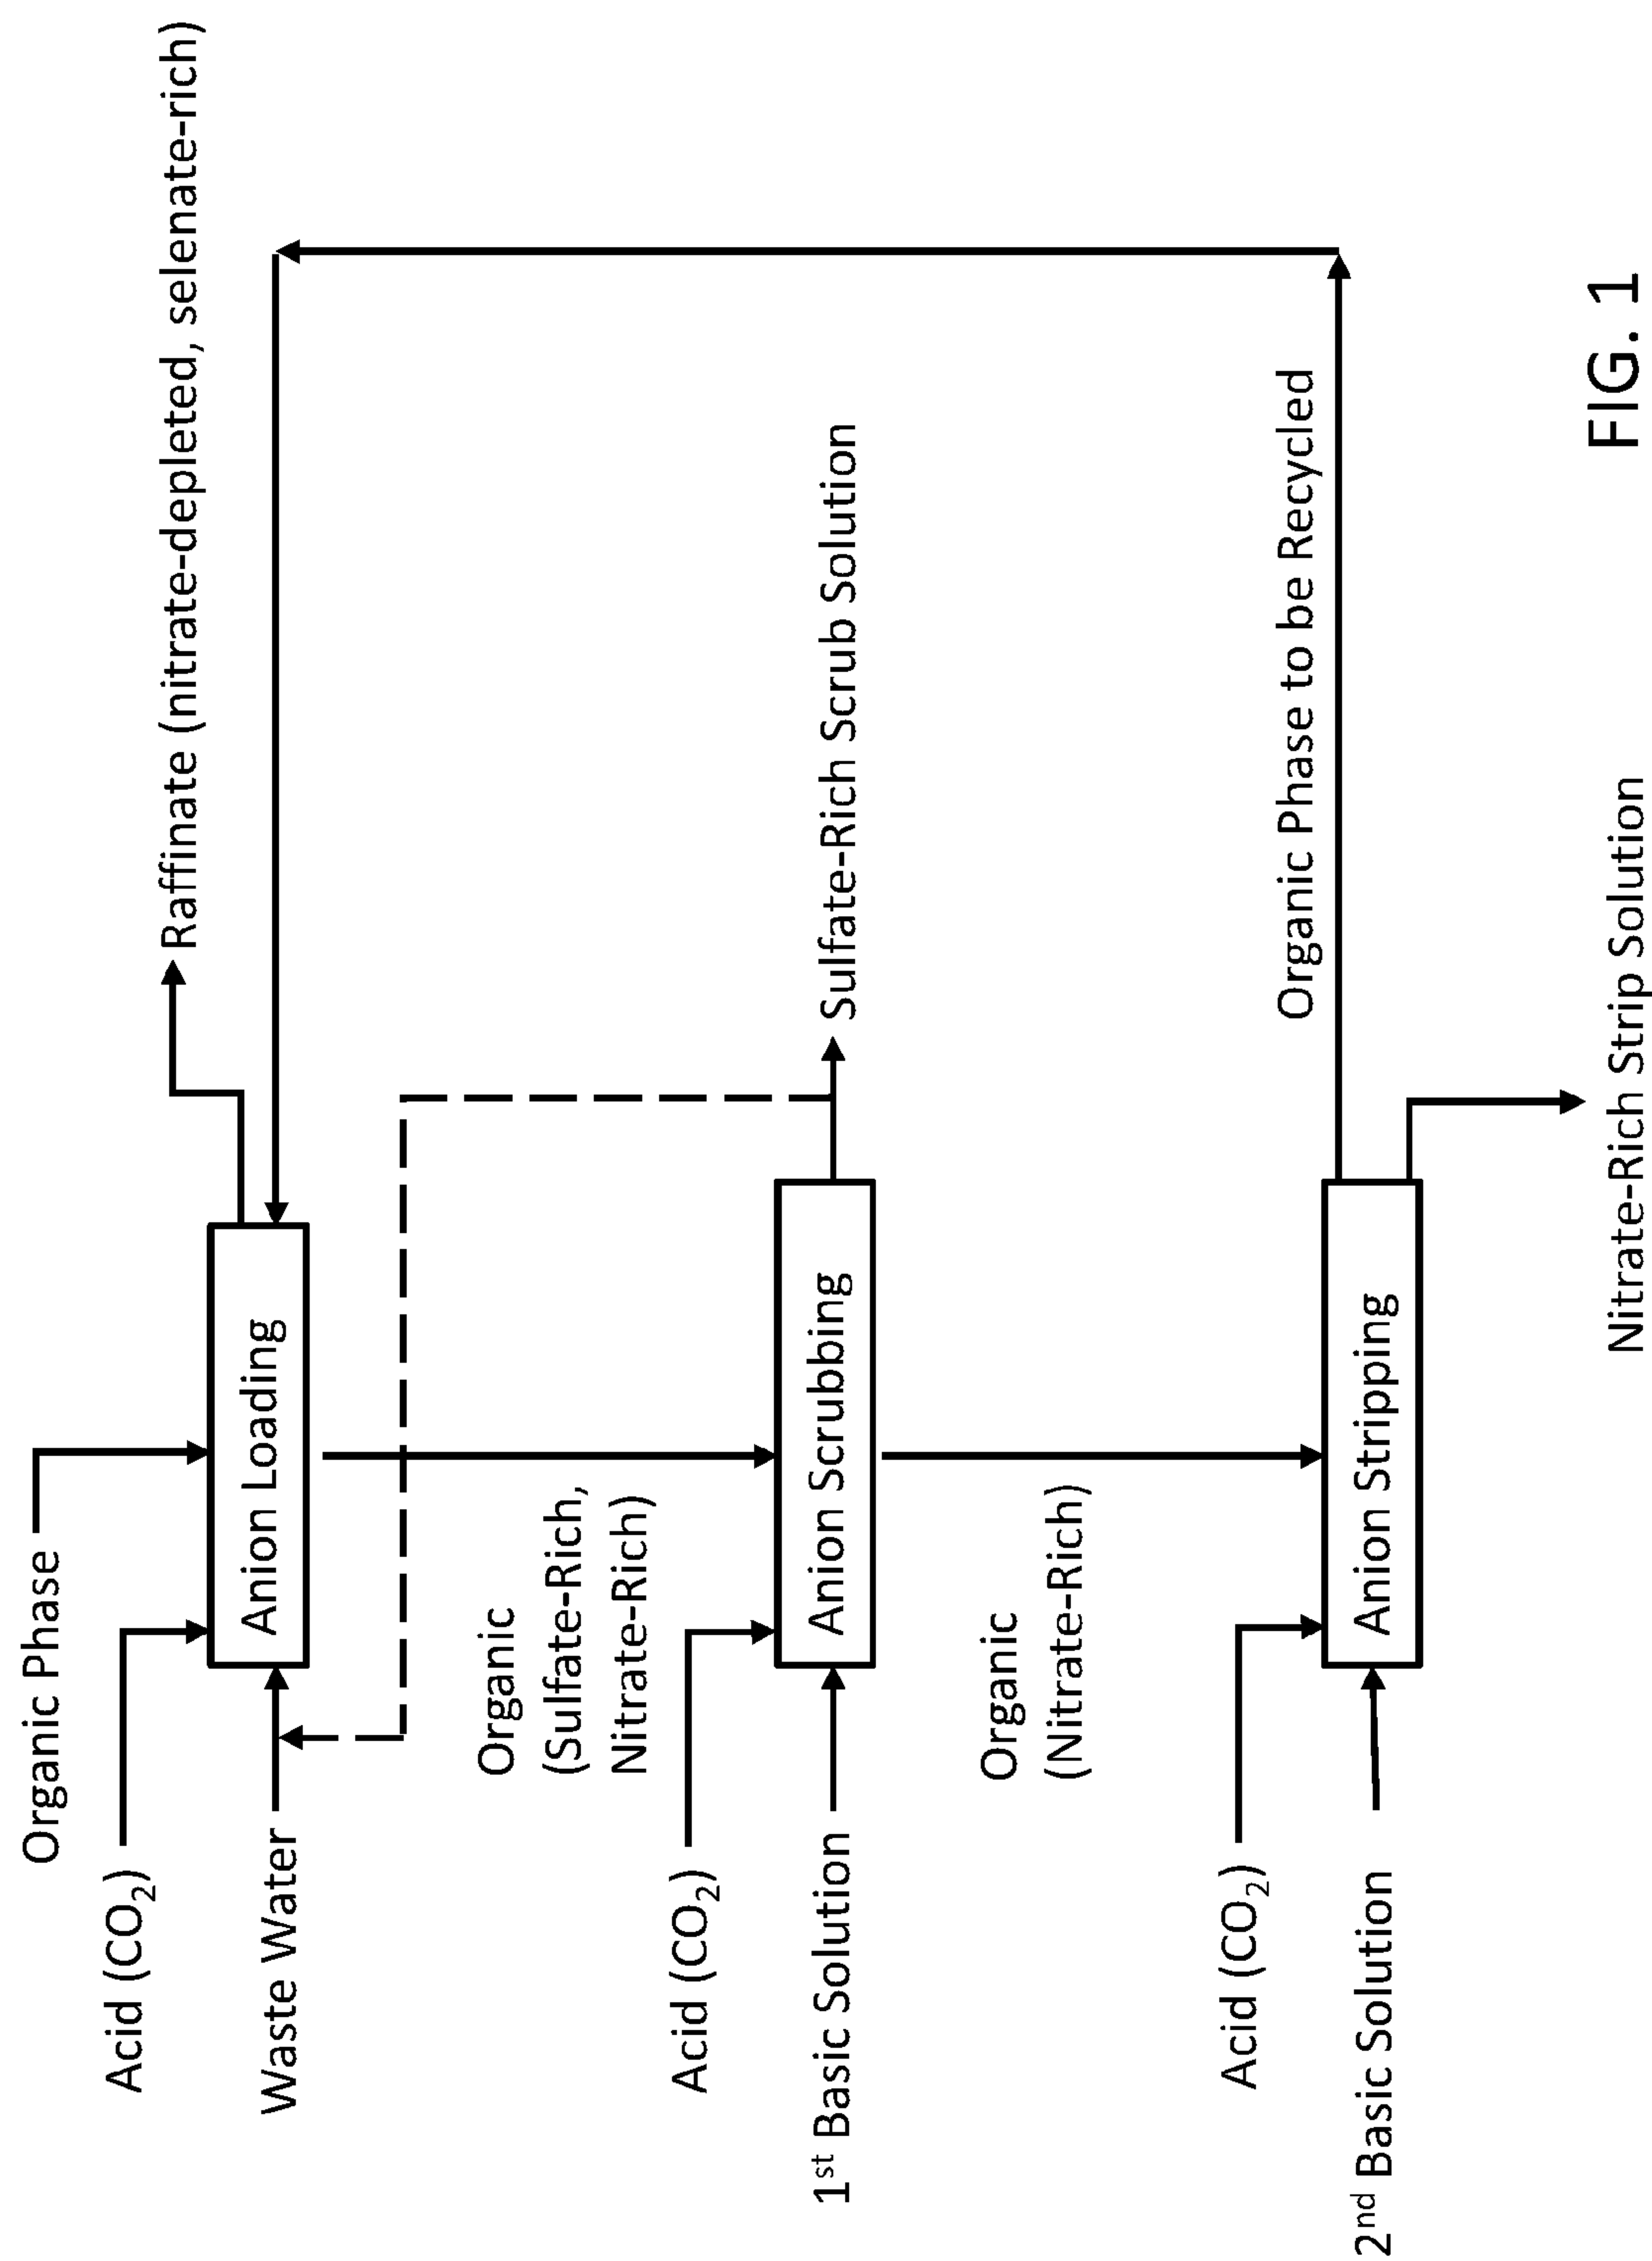 Organic Phase
Acid (CO₂)
Raffinate (nitrate-depleted, selenate-rich)
Waste Water
Anion Loading
Organic
(Sulfate-Rich,
Nitrate-Rich)
Acid (CO₂)
1st Basic Solution
Anion Scrubbing
Sulfate-Rich Scrub Solution
Organic
(Nitrate-Rich)
Acid (CO₂)
Organic Phase to be Recycled
2nd Basic Solution
Anion Stripping
Nitrate-Rich Strip Solution
FIG. 1